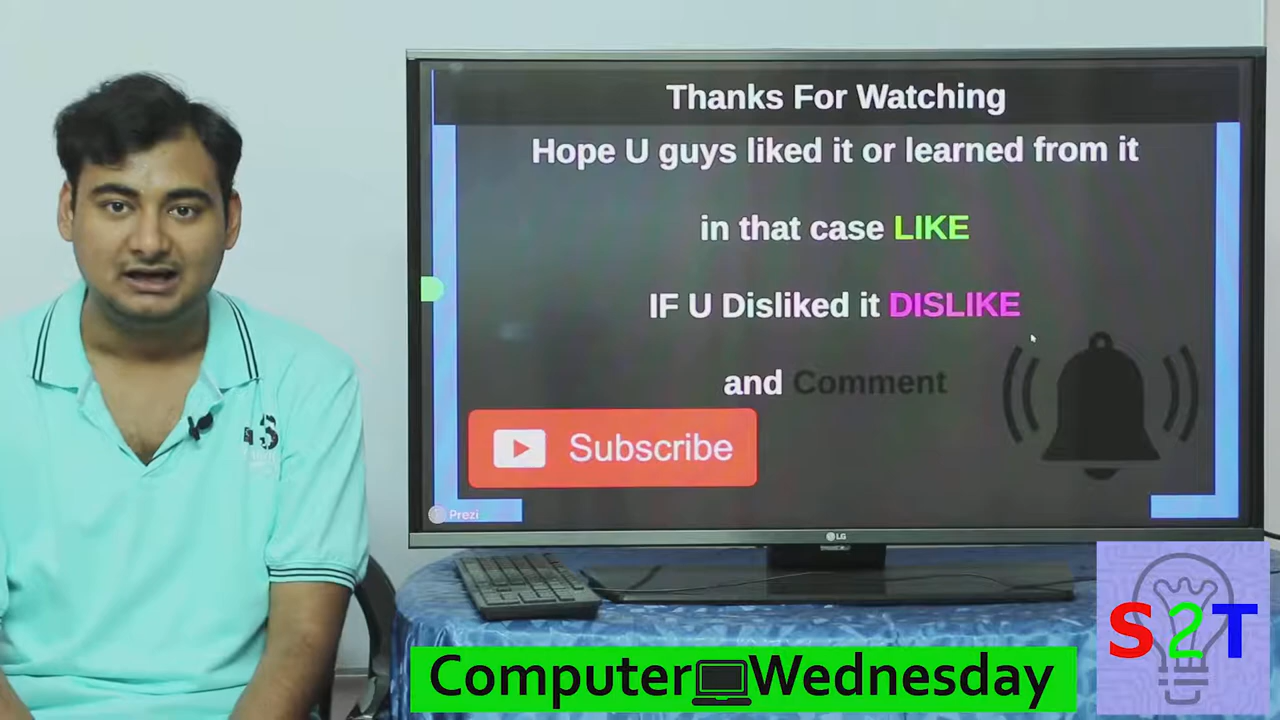 Thanks For Watching
Hope U guys liked it or learned from it
in that case LIKE
IF U Disliked it DISLIKE
and Comment
Subscribe
Prezi
LG
S2T
Computer Wednesday